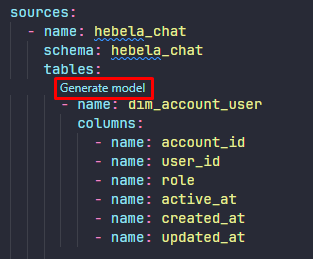 sources:
- name: hebela_chat
schema: hebela_chat
tables:
Generate model
- name: dim_account_user
columns:
- name: account_id
- name: user_id
- name: role
- name: active_at
- name: created_at
- name: updated_at